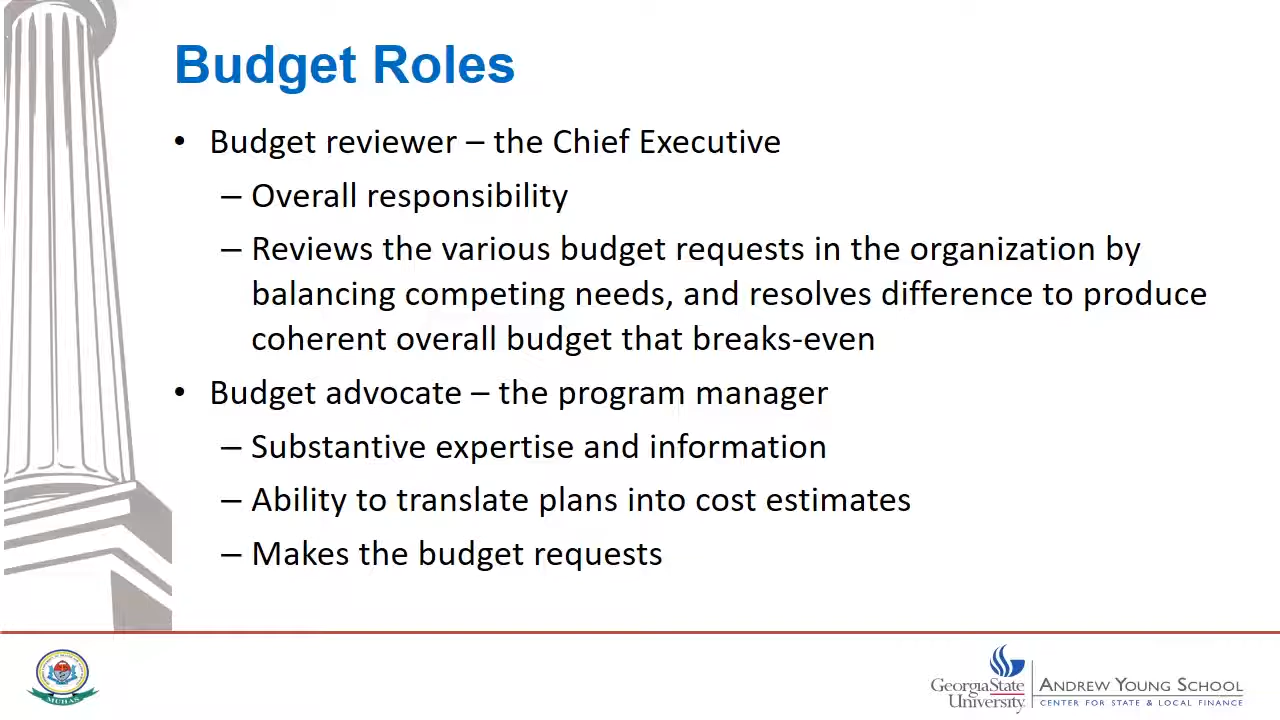 Budget Roles
• Budget reviewer – the Chief Executive
– Overall responsibility
– Reviews the various budget requests in the organization by
balancing competing needs, and resolves difference to produce
coherent overall budget that breaks-even
• Budget advocate – the program manager
– Substantive expertise and information
– Ability to translate plans into cost estimates
– Makes the budget requests
MUHAS
GeorgiaState
University
ANDREW YOUNG SCHOOL
CENTER FOR STATE & LOCAL FINANCE